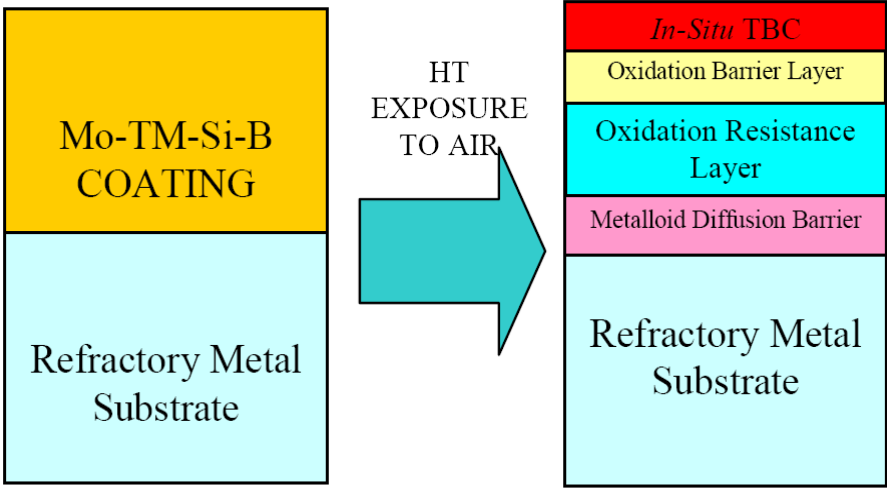 Mo-TM-Si-B
COATING
Refractory Metal
Substrate
HT
EXPOSURE
TO AIR
In-Situ TBC
Oxidation Barrier Layer
Oxidation Resistance
Layer
Metalloid Diffusion Barrier
Refractory Metal
Substrate